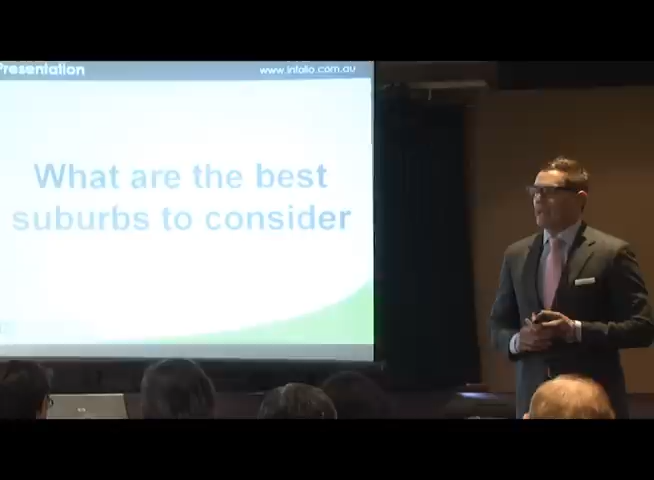 Presentation
www.infolio.com.au
What are the best
suburbs to consider